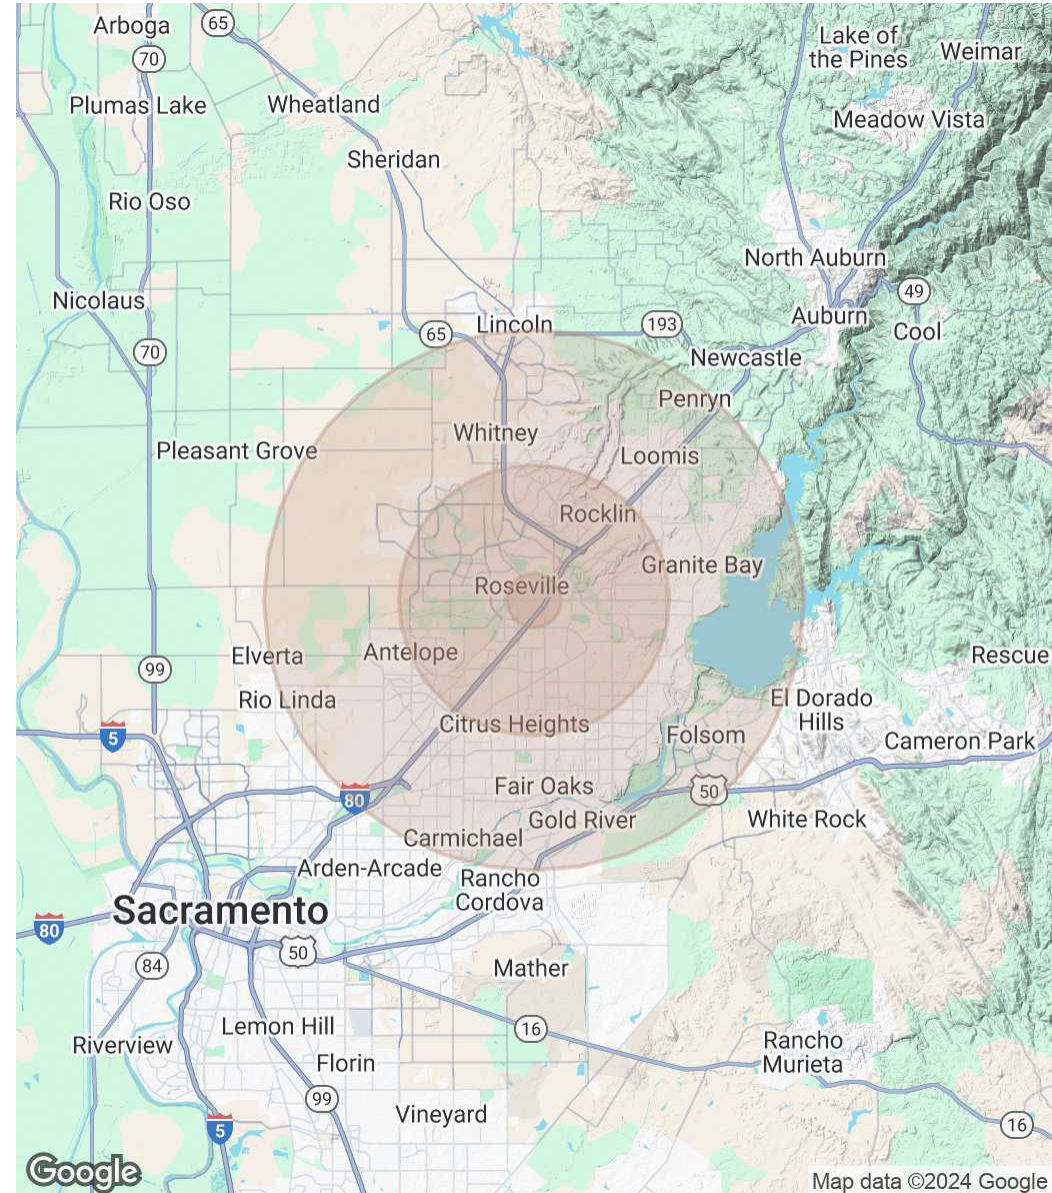 Arboga
65
70
Lake of
the Pines
Weimar
Plumas Lake
Wheatland
Meadow Vista
Sheridan
Rio Oso
North Auburn
Nicolaus
49
Auburn
Lincoln
193
65
Cool
70
Newcastle
Penryn
Whitney
Pleasant Grove
Loomis
Rocklin
Granite Bay
Roseville
Antelope
Elverta
Rescue
99
Rio Linda
El Dorado
Hills
Citrus Heights
Folsom
5
Cameron Park
Fair Oaks
50
80
Gold River
White Rock
Carmichael
Arden-Arcade
Rancho
Cordova
Sacramento
80
50
84
Mather
Lemon Hill
16
Riverview
Rancho
Murieta
Florin
99
Vineyard
5
16
Google
Map data ©2024 Google